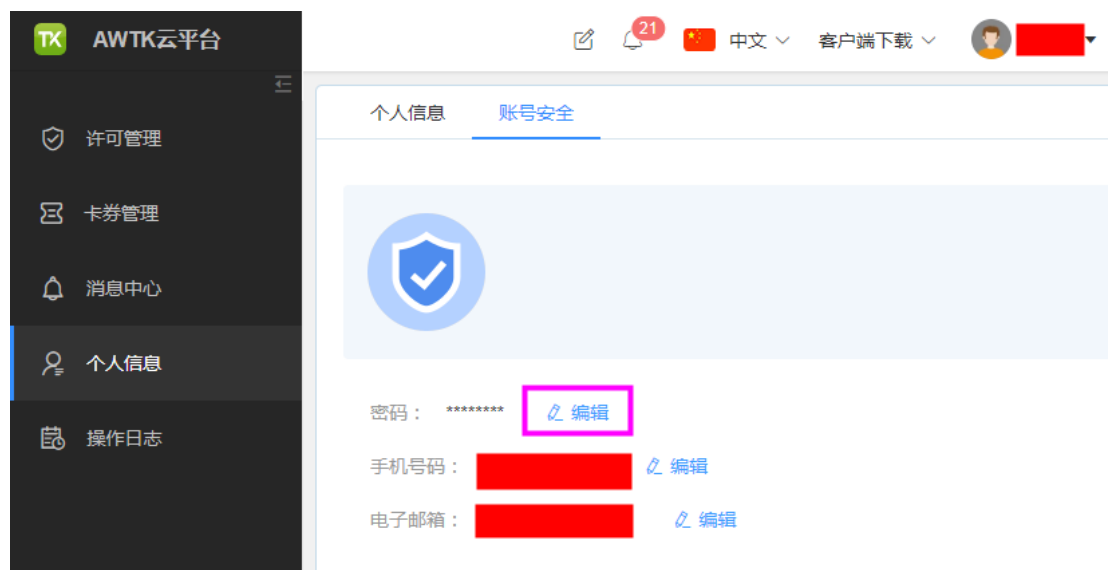 TK AWTK云平台 21 中文 客户端下载
个人信息 账号安全
许可管理
卡券管理
消息中心
个人信息
操作日志
密码： ******** 编辑
手机号码： 编辑
电子邮箱： 编辑